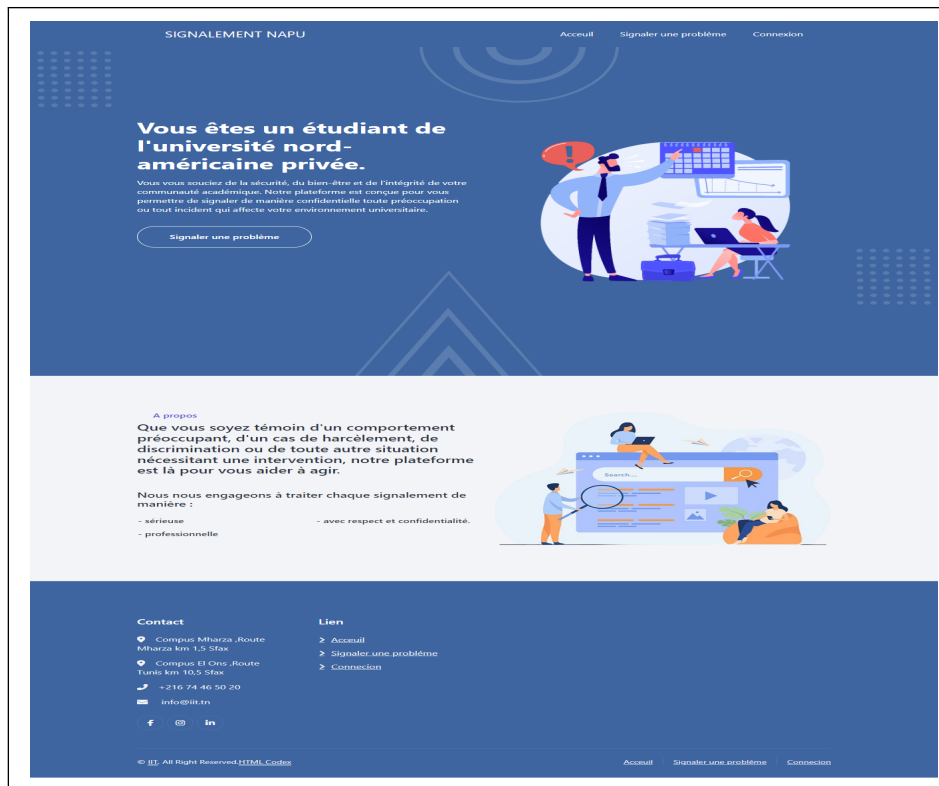 SIGNALEMENT NAPU
Acceuil Signaler une problême Connexion
Vous êtes un étudiant de
l'université nord-
américaine privée.
Vous vous souciez de la sécurité, du bien-être et de l'intégrité de votre
communauté académique. Notre plateforme est conçue pour vous
permettre de signaler de manière confidentielle toute préoccupation
ou tout incident qui affecte votre environnement universitaire.
Signaler une problême
A propos
Que vous soyez témoin d'un comportement
préoccupant, d'un cas de harcèlement, de
discrimination ou de toute autre situation
nécessitant une intervention, notre plateforme
est là pour vous aider à agir.
Nous nous engageons à traiter chaque signalement de
manière :
- sérieuse - avec respect et confidentialité.
- professionnelle
Search...
Contact
Compus Mharza ,Route
Mharza km 1,5 Sfax
Compus El Ons ,Route
Tunis km 10,5 Sfax
+216 74 46 50 20
info@iit.tn
Lien
Acceuil
Signaler une problême
Connecion
© IIT. All Right Reserved.HTML Codex
Acceuil Signaler une problême Connecion